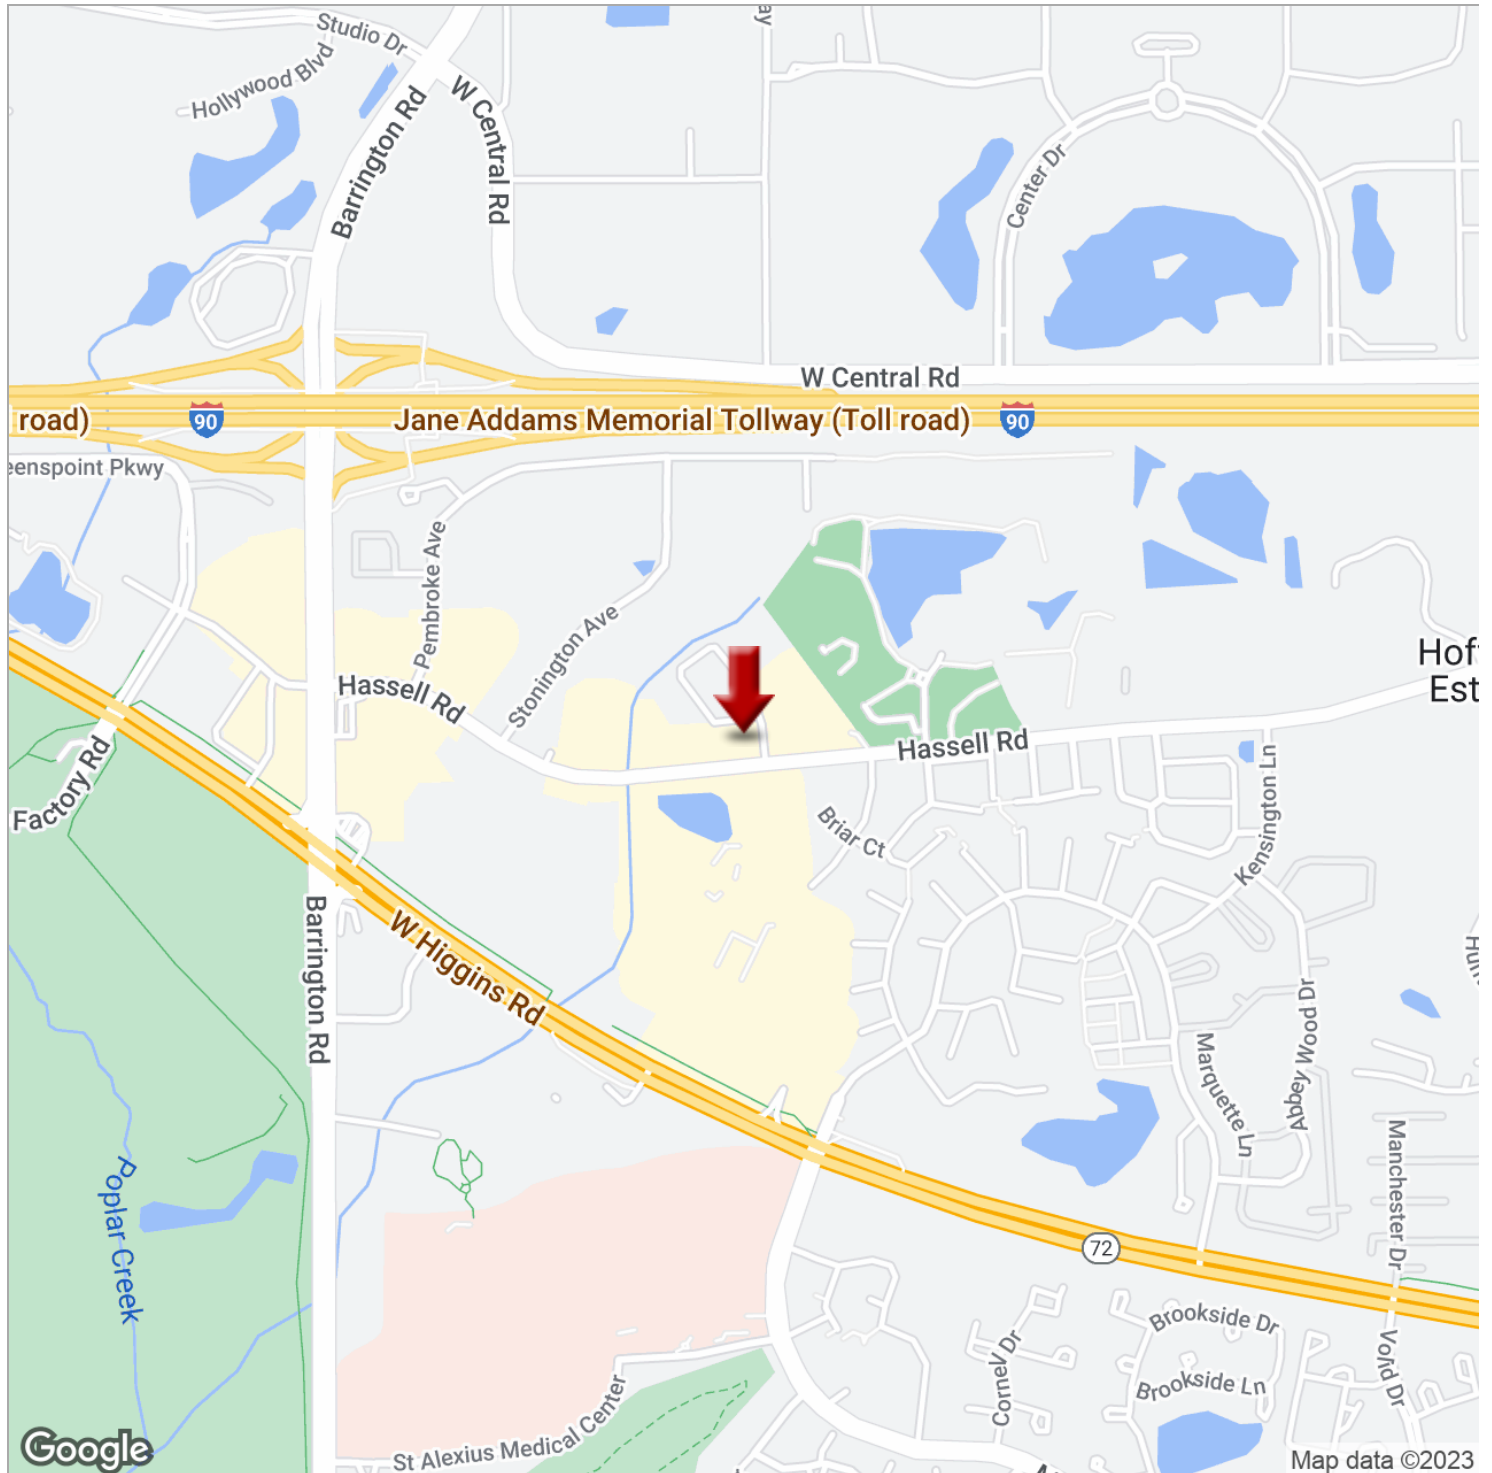 ay
Studio Dr
Hollywood Blvd
W Central Rd
Barrington Rd
Center Dr
W Central Rd
road)
90
Jane Addams Memorial Tollway (Toll road)
90
eenspoint Pkwy
Pembroke Ave
Stonington Ave
Hassell Rd
Hof
Est
Hassell Rd
Factory Rd
Briar Ct
Kensington Ln
Barrington Rd
W Higgins Rd
Abbey Wood Dr
Marquette Ln
Manchester Dr
Poplar Creek
72
Brookside Dr
Cornell Dr
Volid Dr
Brookside Ln
St Alexius Medical Center
Google
Map data ©2023